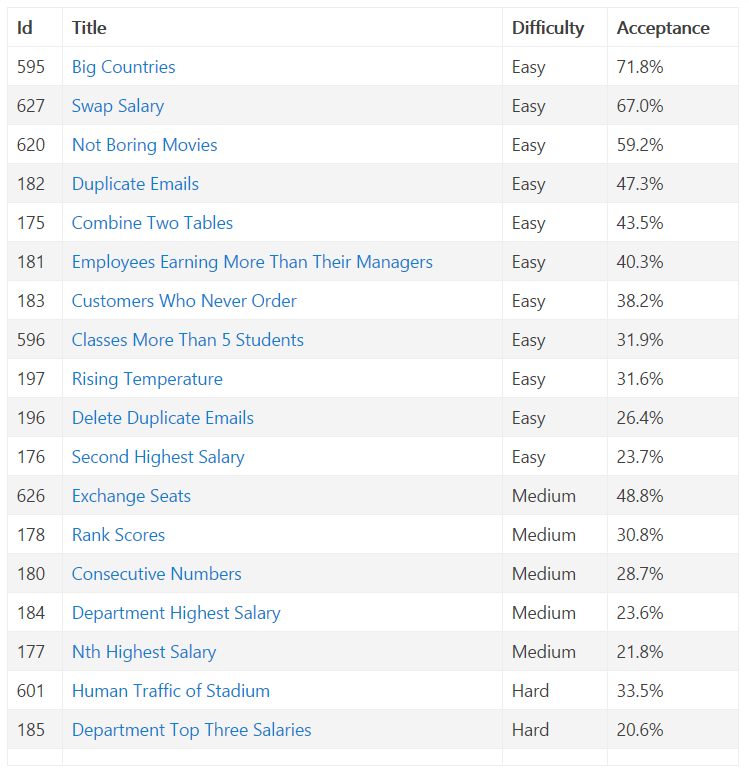 Id Title Difficulty Acceptance
595 Big Countries Easy 71.8%
627 Swap Salary Easy 67.0%
620 Not Boring Movies Easy 59.2%
182 Duplicate Emails Easy 47.3%
175 Combine Two Tables Easy 43.5%
181 Employees Earning More Than Their Managers Easy 40.3%
183 Customers Who Never Order Easy 38.2%
596 Classes More Than 5 Students Easy 31.9%
197 Rising Temperature Easy 31.6%
196 Delete Duplicate Emails Easy 26.4%
176 Second Highest Salary Easy 23.7%
626 Exchange Seats Medium 48.8%
178 Rank Scores Medium 30.8%
180 Consecutive Numbers Medium 28.7%
184 Department Highest Salary Medium 23.6%
177 Nth Highest Salary Medium 21.8%
601 Human Traffic of Stadium Hard 33.5%
185 Department Top Three Salaries Hard 20.6%